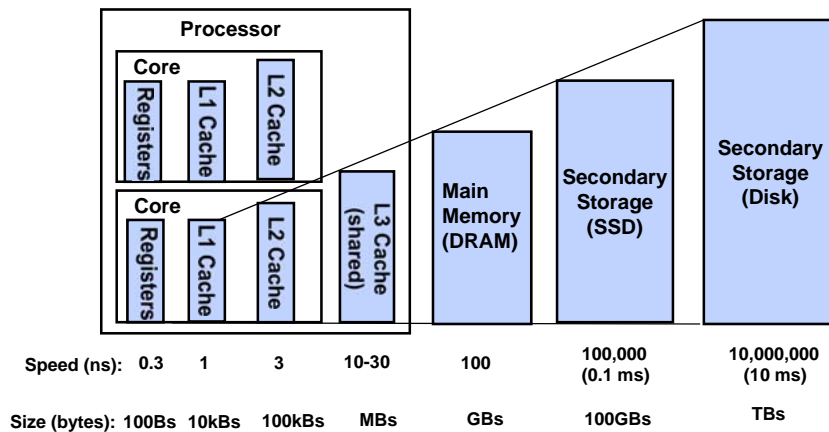 Processor
Core
Registers
L1 Cache
L2 Cache
Core
Registers
L1 Cache
L2 Cache
L3 Cache
(shared)
Main
Memory
(DRAM)
Secondary
Storage
(SSD)
Secondary
Storage
(Disk)
Speed (ns): 0.3 1 3 10-30 100 100,000 10,000,000
(0.1 ms) (10 ms)
Size (bytes): 100Bs 10kBs 100kBs MBs GBs 100GBs TBs